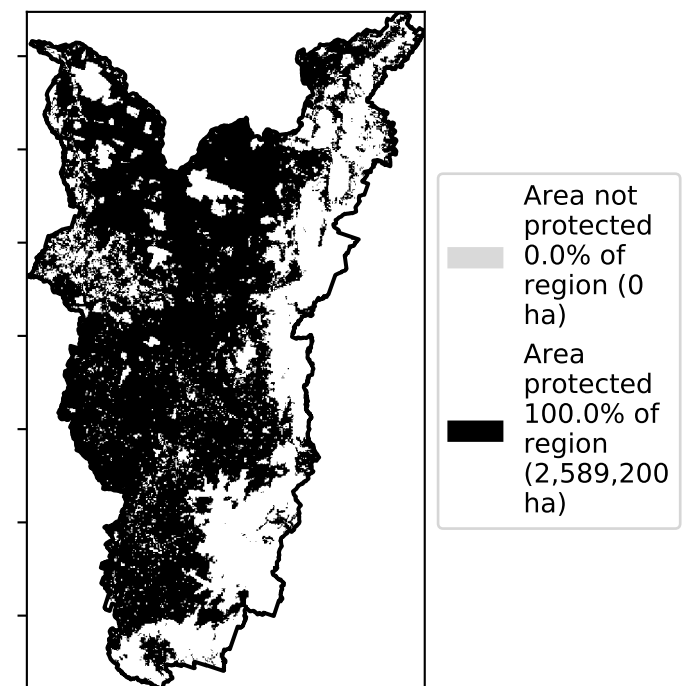 Area not
protected
0.0% of
region (0
ha)
Area
protected
100.0% of
region
(2,589,200
ha)